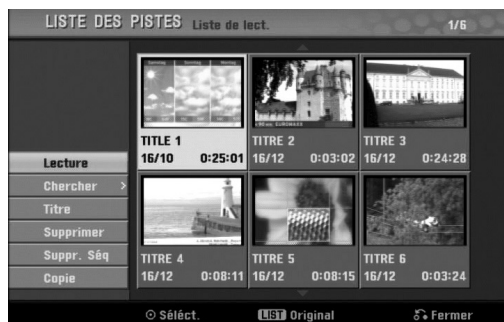 LISTE DES PISTES Liste de lect. 1/6
TITLE 1
16/10 0:25:01
TITRE 2
16/12 0:03:02
TITRE 3
16/12 0:24:28
Lecture
Chercher >
Titre
Supprimer
Suppr. Séq
Copie
TITRE 4
16/12 0:08:11
TITRE 5
16/12 0:08:15
TITRE 6
16/12 0:03:24
Séléct. LIST Original Fermer